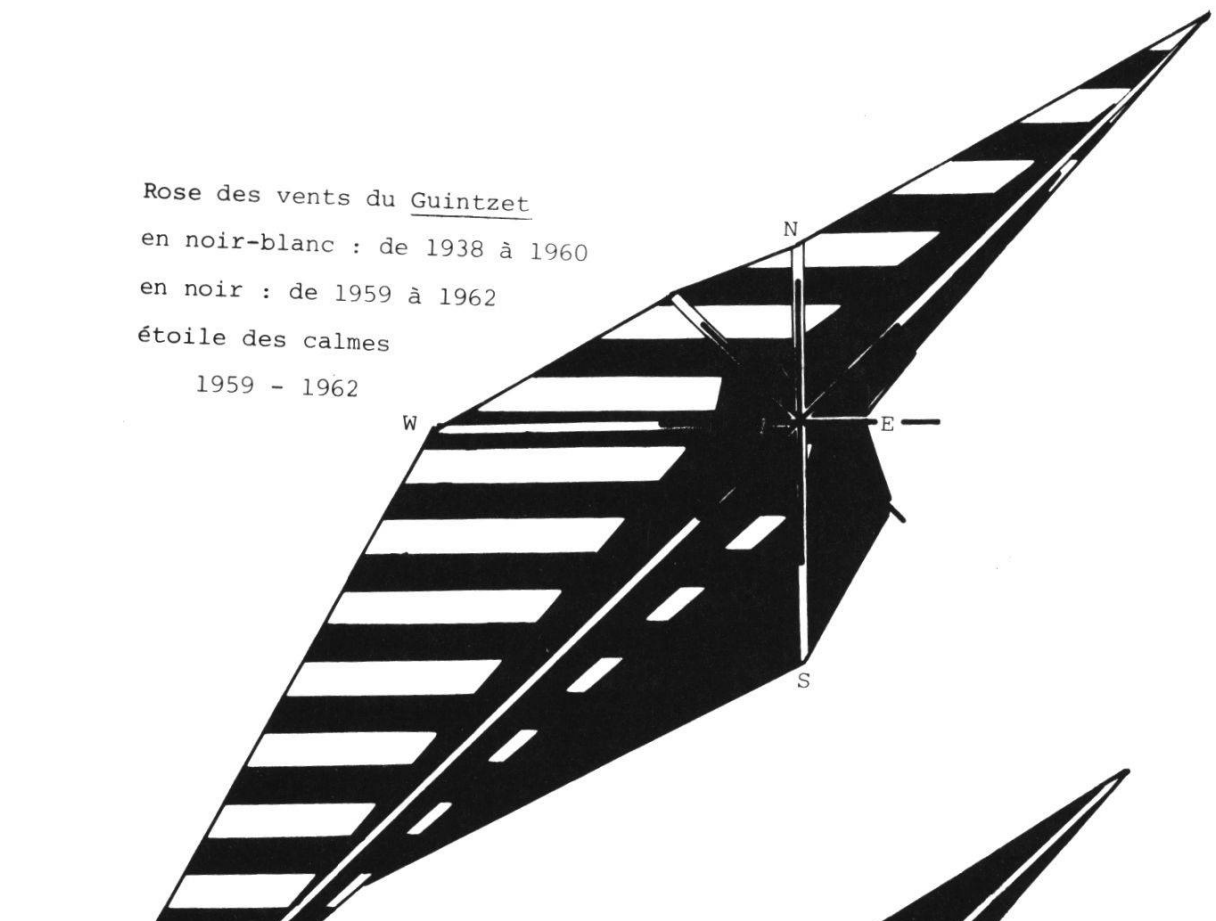 Rose des vents du Guintzet
en noir-blanc : de 1938 à 1960
en noir : de 1959 à 1962
étoile des calmes
1959 - 1962
N
W
E
S